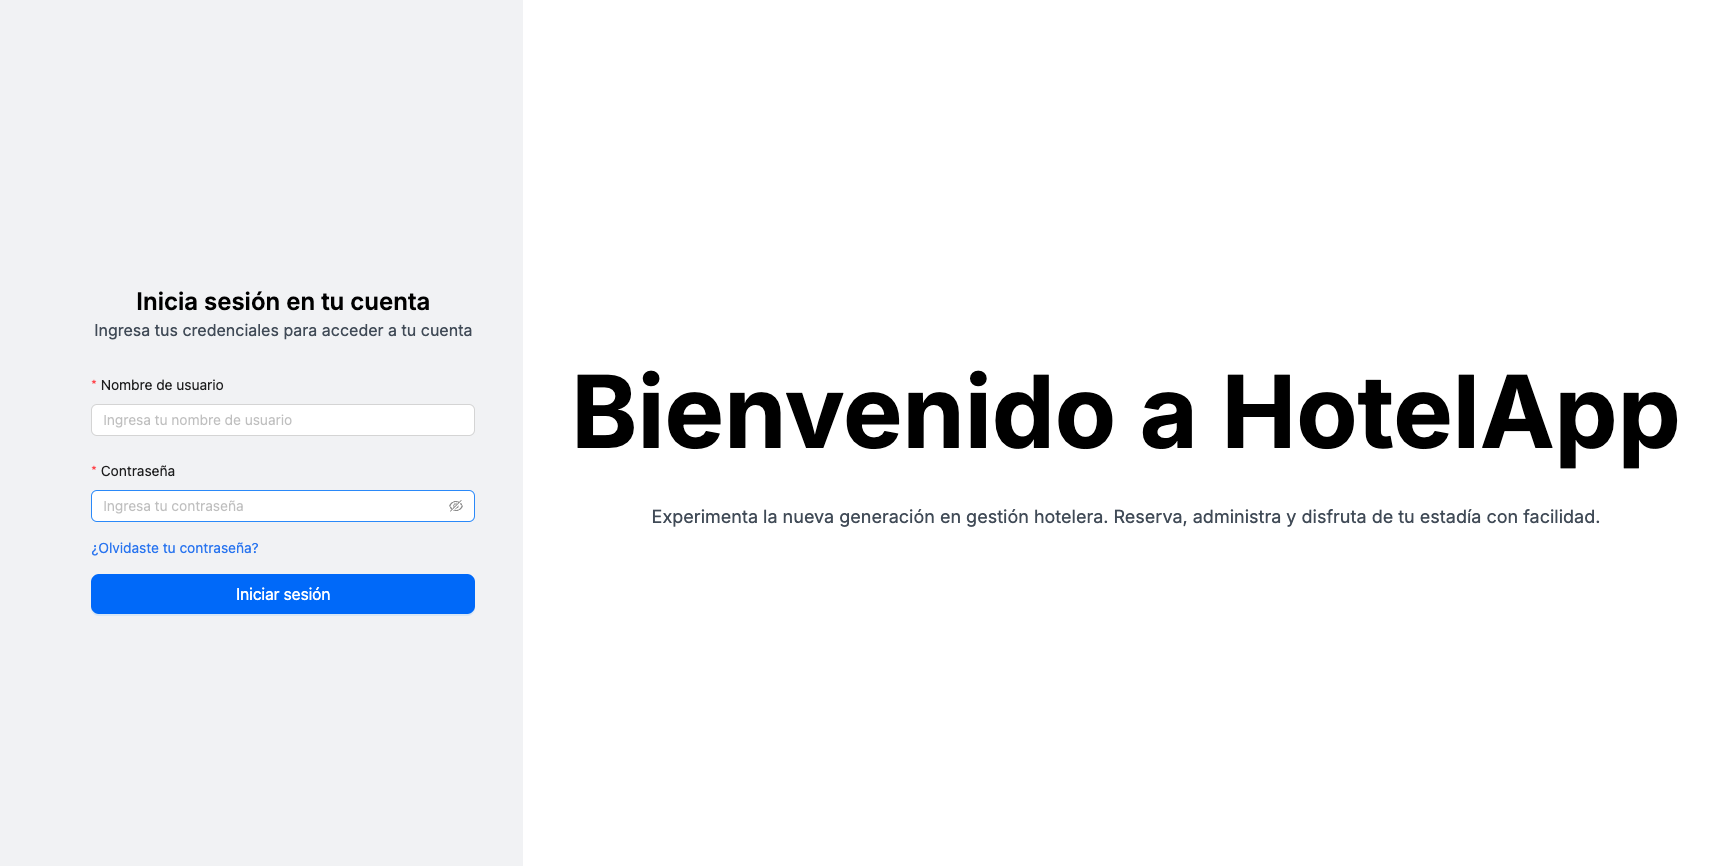 Inicia sesión en tu cuenta
Ingresa tus credenciales para acceder a tu cuenta
* Nombre de usuario
Ingresa tu nombre de usuario
* Contraseña
Ingresa tu contraseña
¿Olvidaste tu contraseña?
Iniciar sesión
Bienvenido a HotelApp
Experimenta la nueva generación en gestión hotelera. Reserva, administra y disfruta de tu estadía con facilidad.